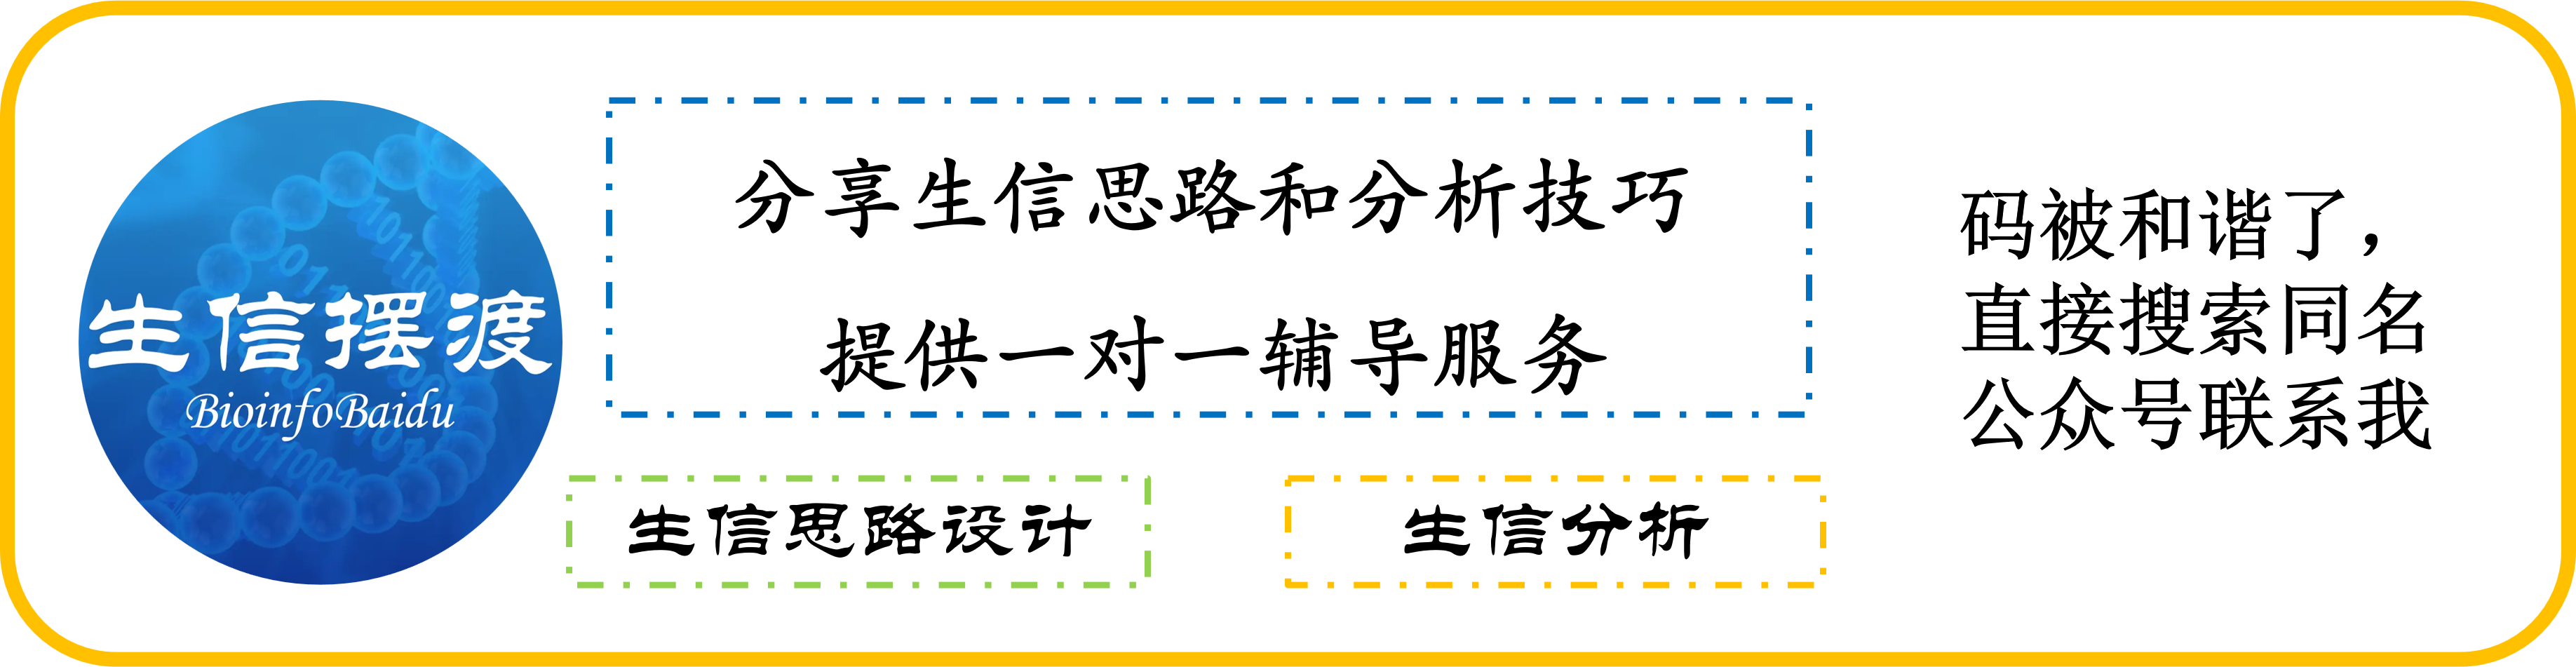 生信摆渡
BioinfoBaidu
分享生信思路和分析技巧
提供一对一辅导服务
生信思路设计
生信分析
码被和谐了，
直接搜索同名
公众号联系我